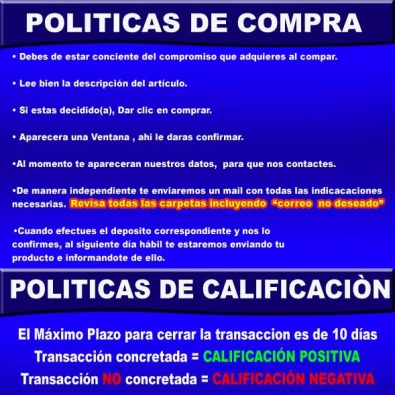 POLITICAS DE COMPRA
• Debes de estar conciente del compromiso que adquieres al compar.
• Lee bien la descripción del artículo.
• Si estas decidido(a), Dar clic en comprar.
• Aparecera una Ventana , ahi le daras confirmar.
•Al momento te apareceran nuestros datos, para que nos contactes.
•De manera independiente te enviaremos un mail con todas las indicacaciones
necesarias. Revisa todas las carpetas incluyendo “correo no deseado”
•Cuando efectues el deposito correspondiente y nos lo
confirmes, al siguiente día hábil te estaremos enviando tu
producto e informandote de ello.
POLITICAS DE CALIFICACIÒN
El Máximo Plazo para cerrar la transaccion es de 10 días
Transacción concretada = CALIFICACIÓN POSITIVA
Transacción NO concretada = CALIFICACIÓN NEGATIVA